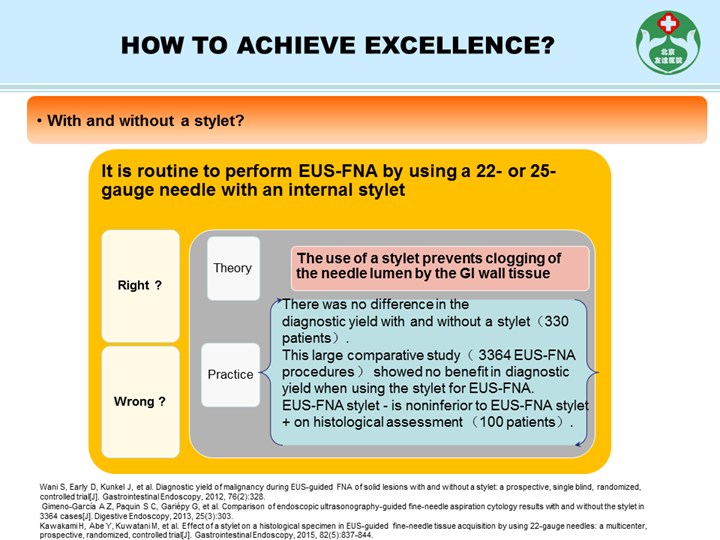 HOW TO ACHIEVE EXCELLENCE?
北京
友谊医院
• With and without a stylet?
It is routine to perform EUS-FNA by using a 22- or 25-
gauge needle with an internal stylet
Right ?
Wrong ?
Theory
The use of a stylet prevents clogging of
the needle lumen by the GI wall tissue
Practice
There was no difference in the
diagnostic yield with and without a stylet（330
patients）.
This large comparative study（ 3364 EUS-FNA
procedures） showed no benefit in diagnostic
yield when using the stylet for EUS-FNA.
EUS-FNA stylet - is noninferior to EUS-FNA stylet
+ on histological assessment（100 patients）.
Wani S, Early D, Kunkel J, et al. Diagnostic yield of malignancy during EUS-guided FNA of solid lesions with and without a stylet: a prospective, single blind, randomized,
controlled trial[J]. Gastrointestinal Endoscopy, 2012, 76(2):328.
Gimeno-García A Z, Paquin S C, Gariépy G, et al. Comparison of endoscopic ultrasonography-guided fine-needle aspiration cytology results with and without the stylet in
3364 cases[J]. Digestive Endoscopy, 2013, 25(3):303.
Kawakami H, Abe Y, Kuwatani M, et al. Effect of a stylet on a histological specimen in EUS-guided fine-needle tissue acquisition by using 22-gauge needles: a multicenter,
prospective, randomized, controlled trial[J]. Gastrointestinal Endoscopy, 2015, 82(5):837-844.